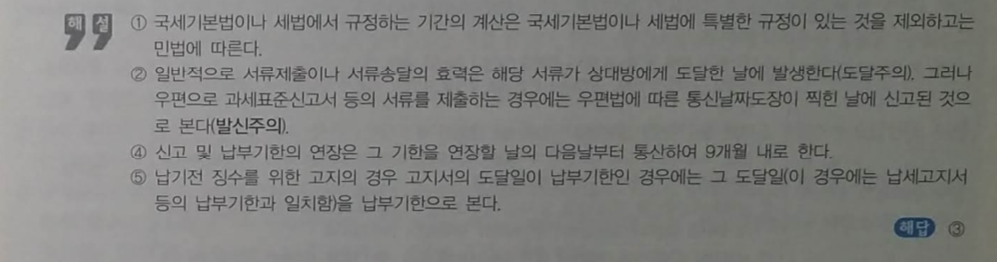 해설 ① 국세기본법이나 세법에서 규정하는 기간의 계산은 국세기본법이나 세법에 특별한 규정이 있는 것을 제외하고는
민법에 따른다.
② 일반적으로 서류제출이나 서류송달의 효력은 해당 서류가 상대방에게 도달한 날에 발생한다(도달주의). 그러나
우편으로 과세표준신고서 등의 서류를 제출하는 경우에는 우편법에 따른 통신날짜도장이 찍힌 날에 신고된 것으
로 본다(발신주의).
④ 신고 및 납부기한의 연장은 그 기한을 연장할 날의 다음날부터 통산하여 9개월 내로 한다.
⑤ 납기전 징수를 위한 고지의 경우 고지서의 도달일이 납부기한인 경우에는 그 도달일(이 경우에는 납세고지서
등의 납부기한과 일치함)을 납부기한으로 본다.
해답 ③